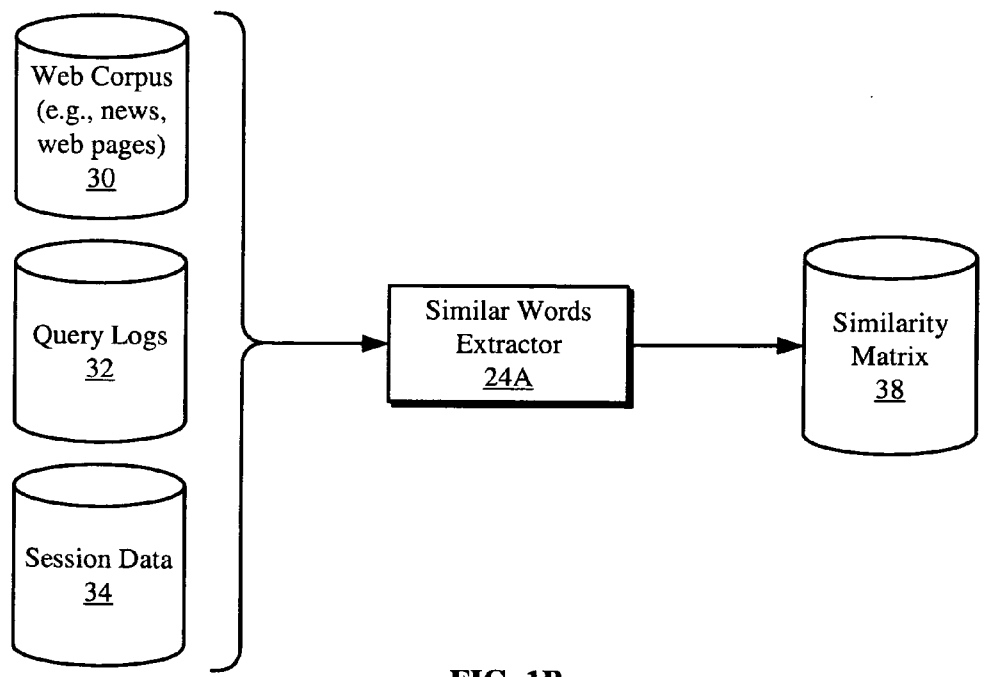 Web Corpus
(e.g., news,
web pages)
30
Query Logs
32
Session Data
34
Similar Words
Extractor
24A
Similarity
Matrix
38